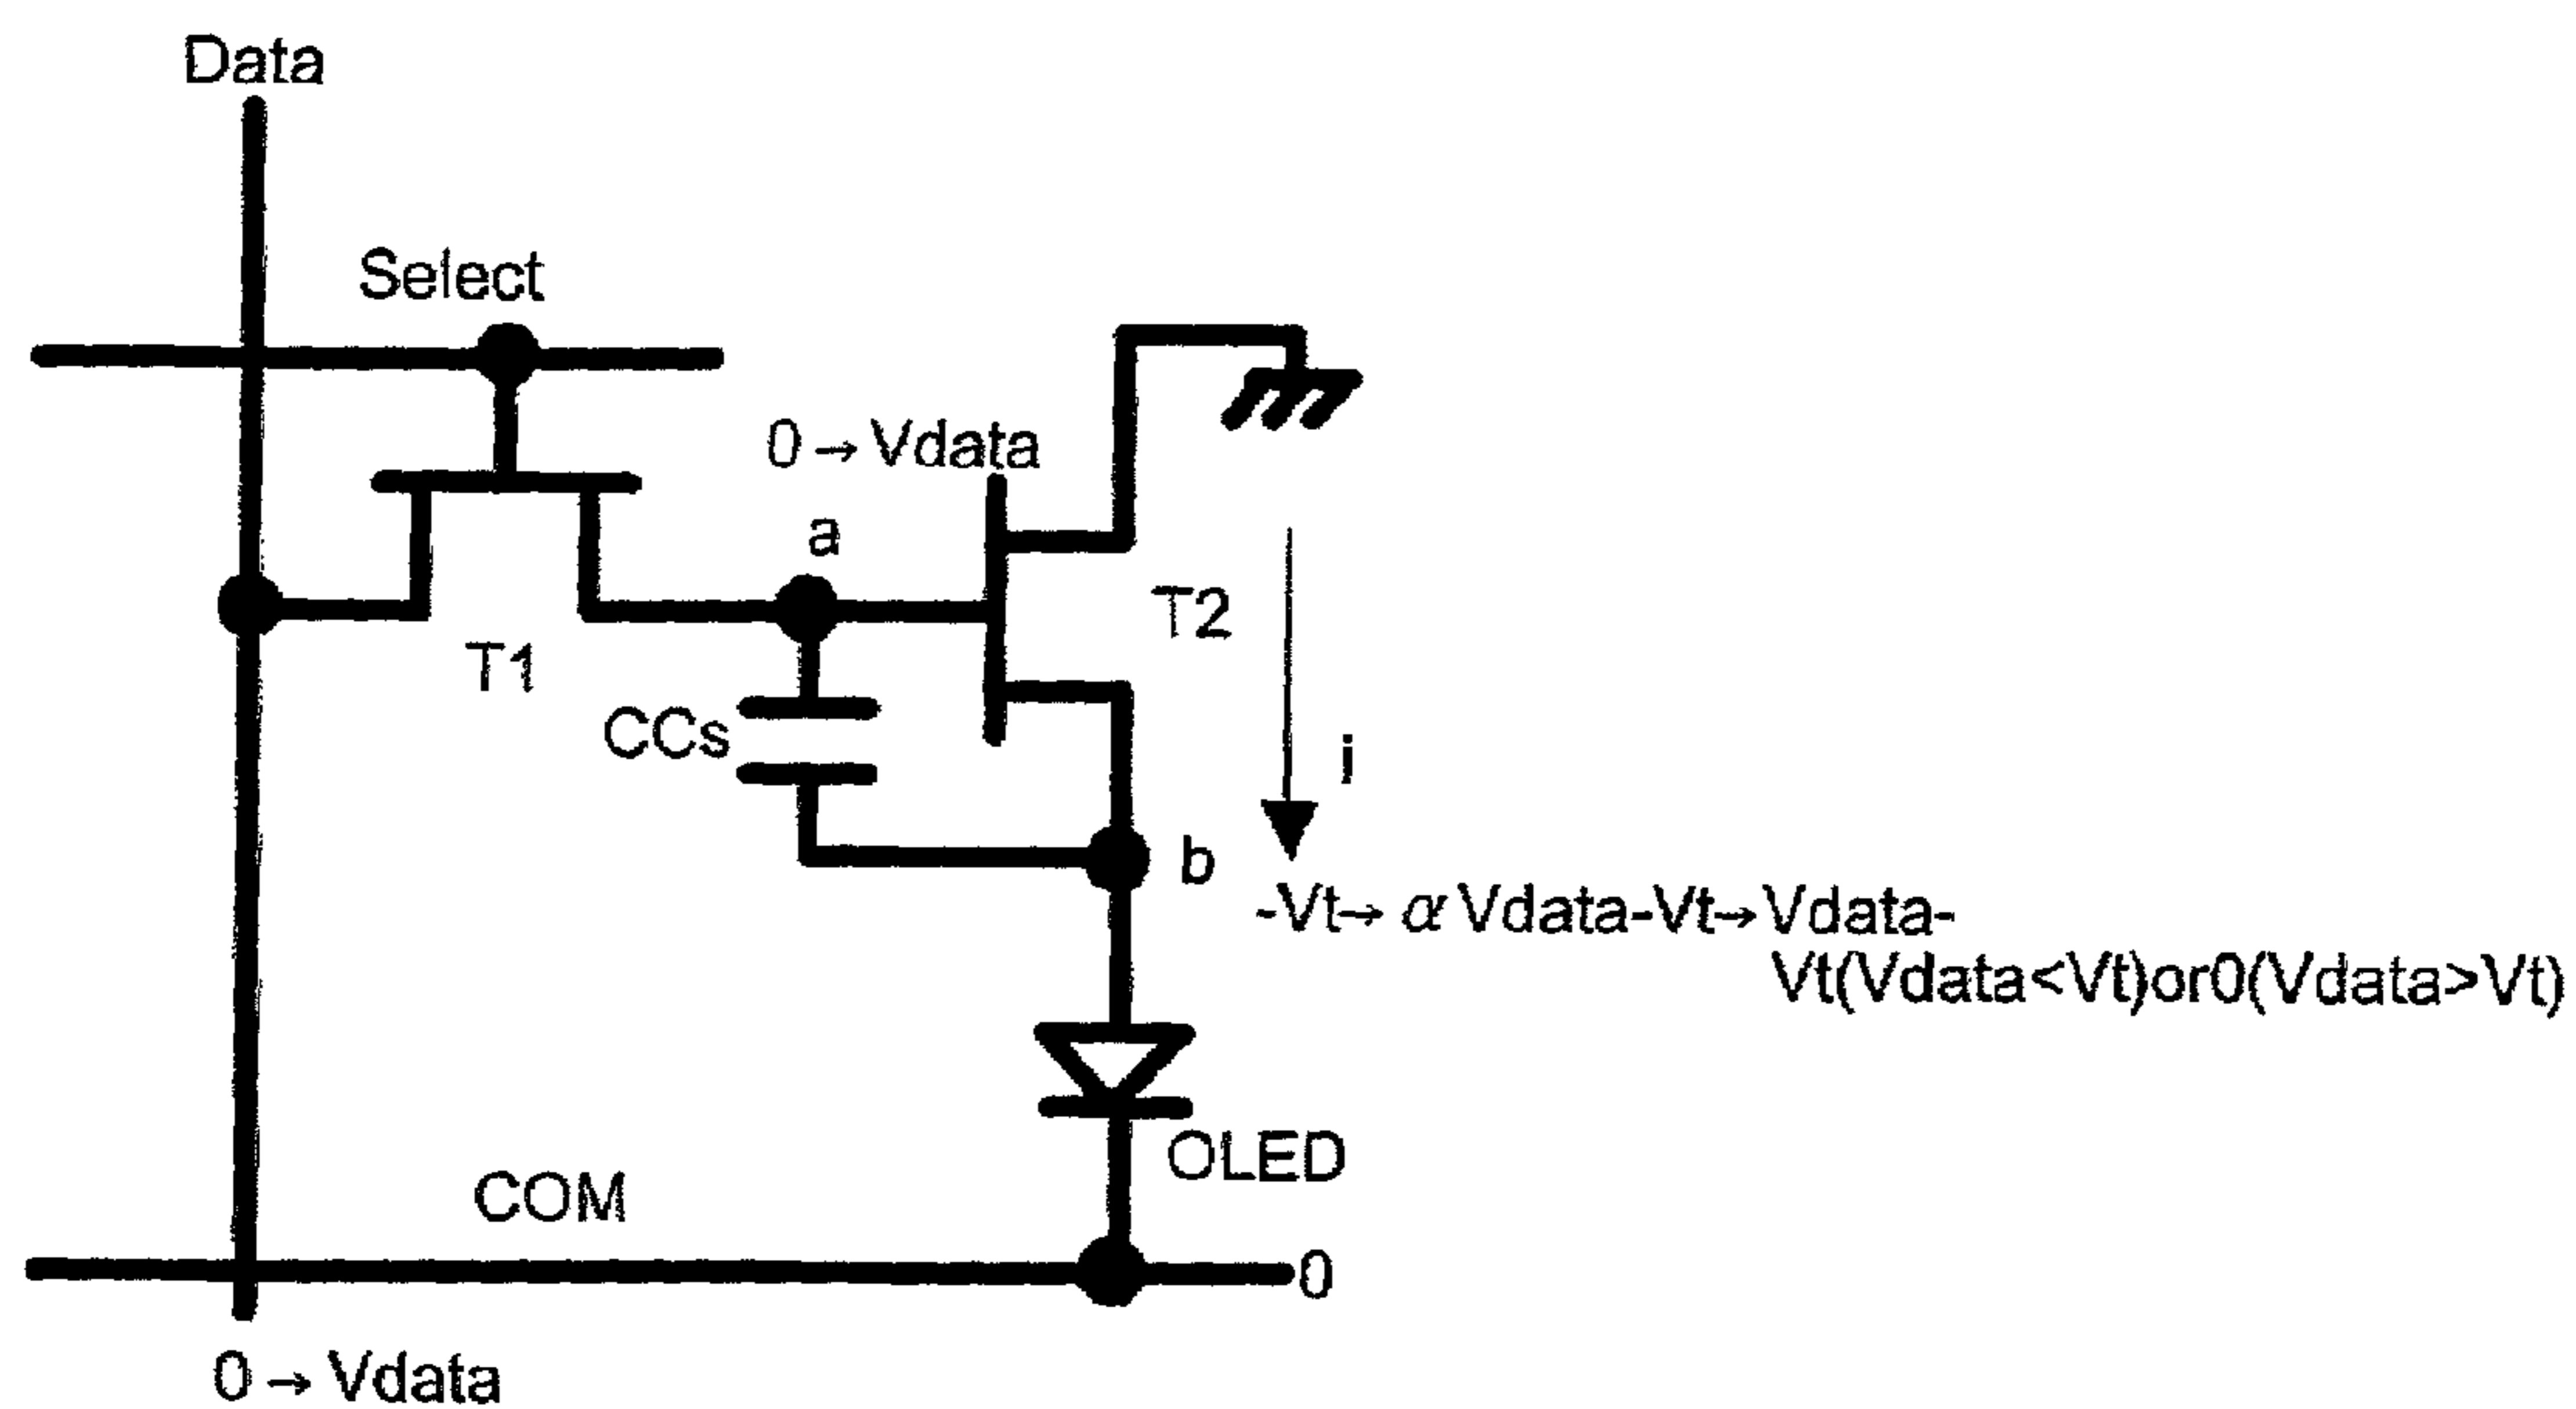 Data
Select
0→Vdata
a
T2
T1
CCs
i
b
-Vt→αVdata-Vt→Vdata-
Vt(Vdata<Vt)or0(Vdata>Vt)
OLED
COM
0
0→Vdata